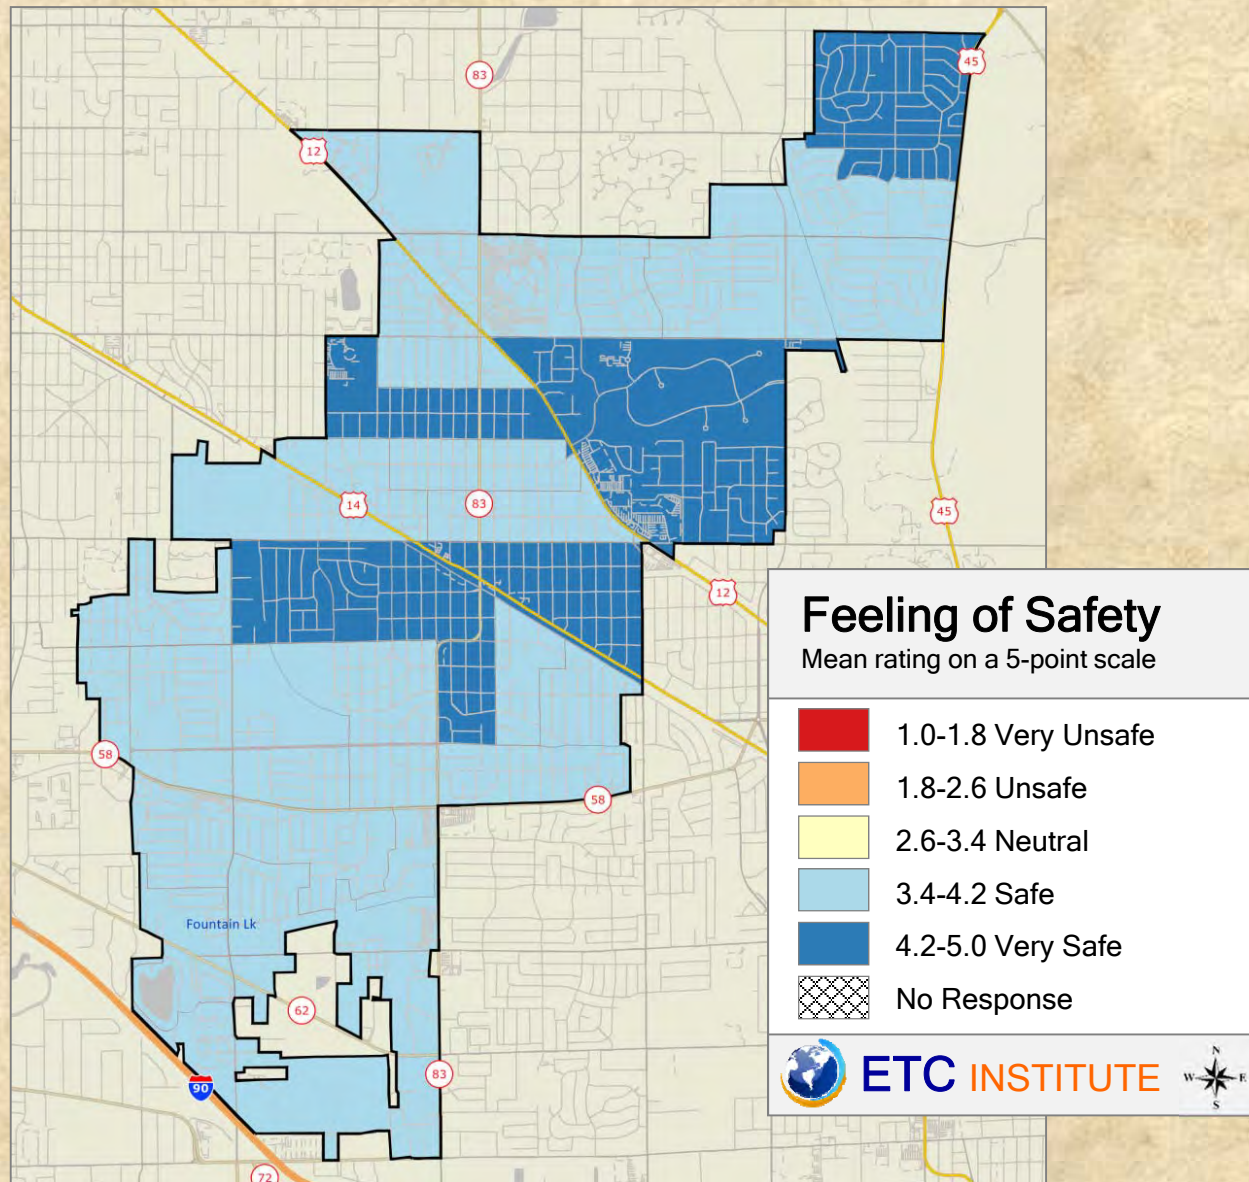 83
45
12
14
83
45
12
Feeling of Safety
Mean rating on a 5-point scale
1.0-1.8 Very Unsafe
1.8-2.6 Unsafe
2.6-3.4 Neutral
3.4-4.2 Safe
4.2-5.0 Very Safe
No Response
58
58
Fountain Lk
62
83
90
72
ETC INSTITUTE
N
W E
S